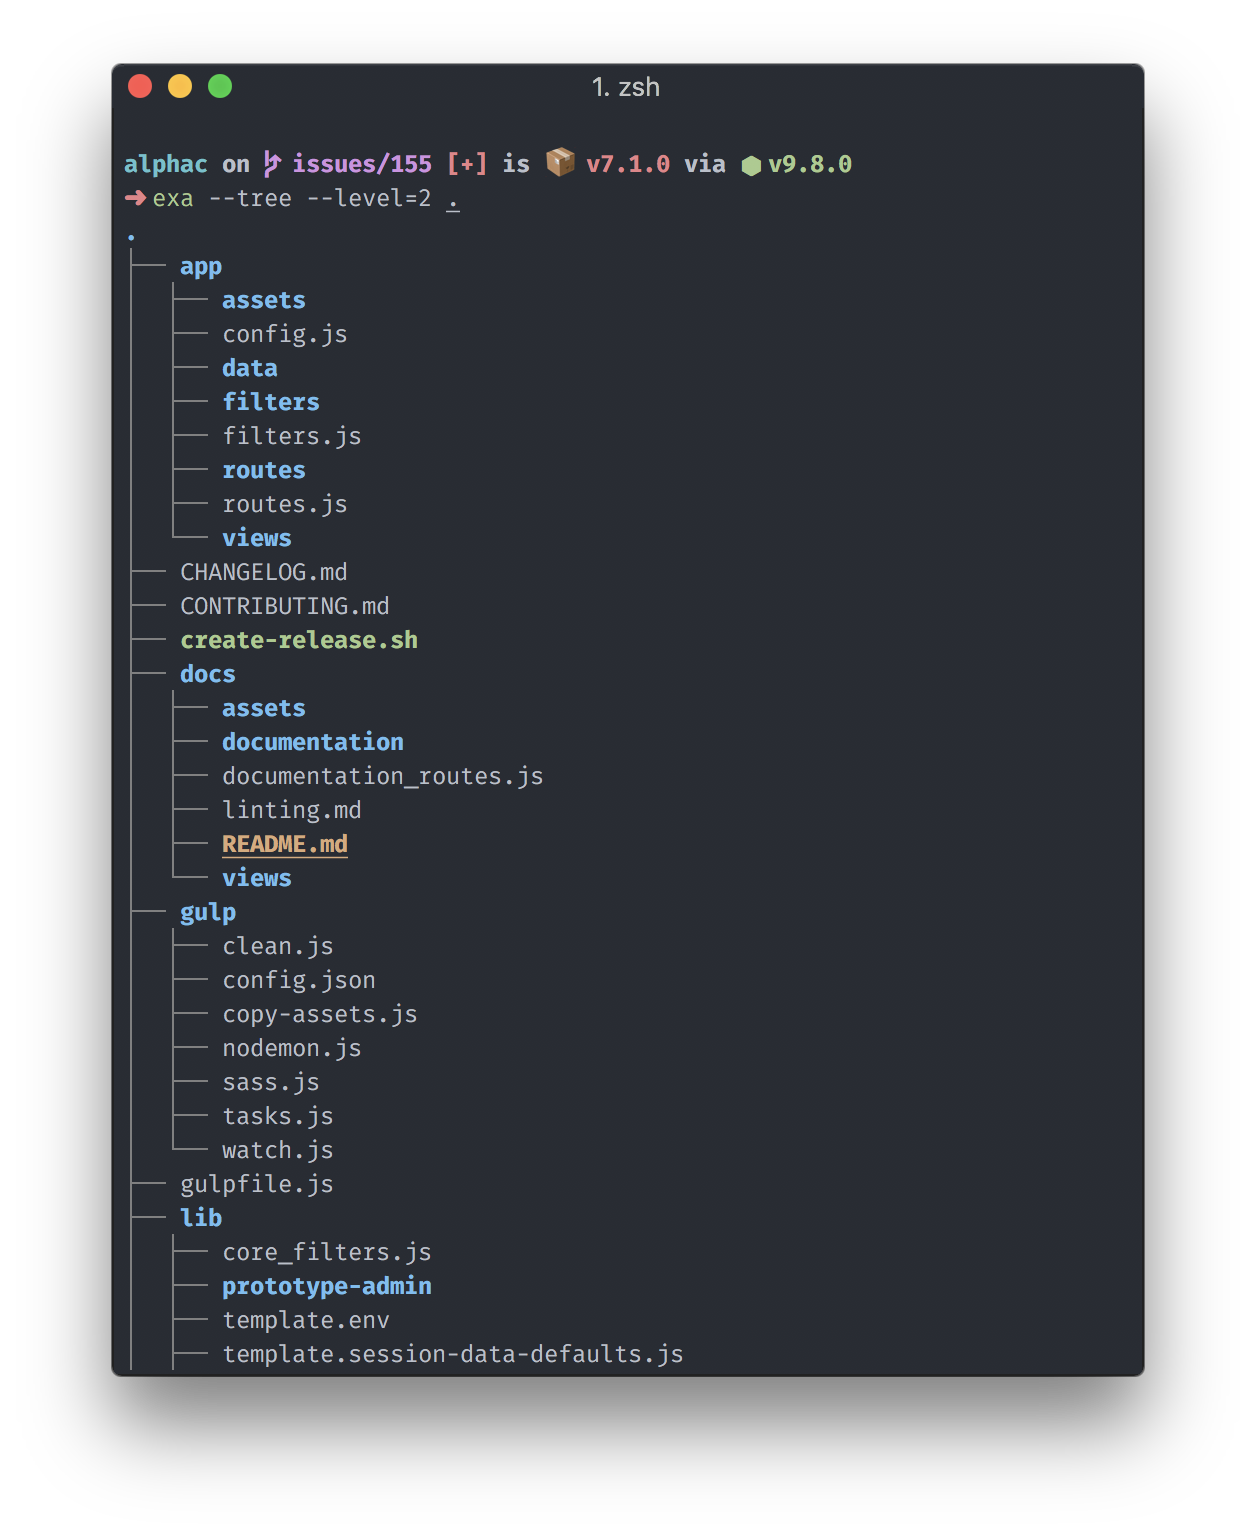 1. zsh
alphac on issues/155 [+] is 📦 v7.1.0 via ⬢ v9.8.0
➜ exa --tree --level=2 .
.
├── app
│  ├── assets
│  ├── config.js
│  ├── data
│  ├── filters
│  ├── filters.js
│  ├── routes
│  ├── routes.js
│  └── views
├── CHANGELOG.md
├── CONTRIBUTING.md
├── create-release.sh
├── docs
│  ├── assets
│  ├── documentation
│  ├── documentation_routes.js
│  ├── linting.md
│  ├── README.md
│  └── views
├── gulp
│  ├── clean.js
│  ├── config.json
│  ├── copy-assets.js
│  ├── nodemon.js
│  ├── sass.js
│  ├── tasks.js
│  └── watch.js
├── gulpfile.js
├── lib
│  ├── core_filters.js
│  ├── prototype-admin
│  ├── template.env
│  ├── template.session-data-defaults.js